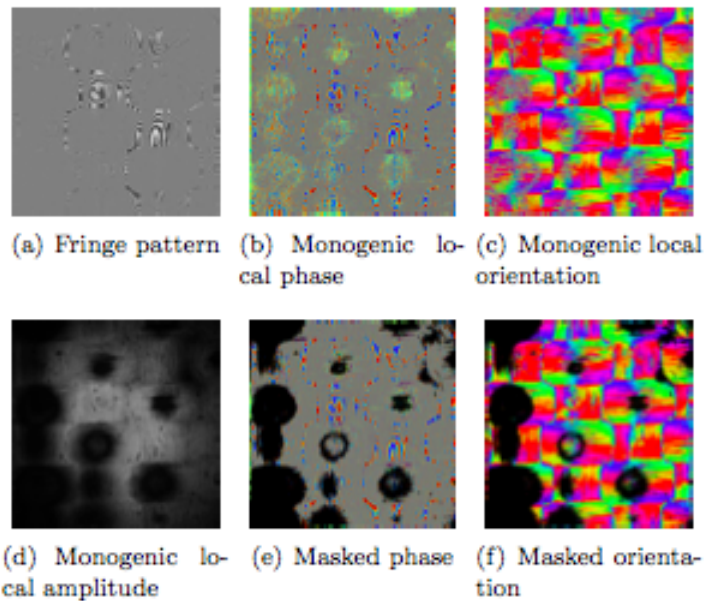 (a) Fringe pattern
(b) Monogenic lo-
cal phase
(c) Monogenic local
orientation
(d) Monogenic lo-
cal amplitude
(e) Masked phase
(f) Masked orienta-
tion